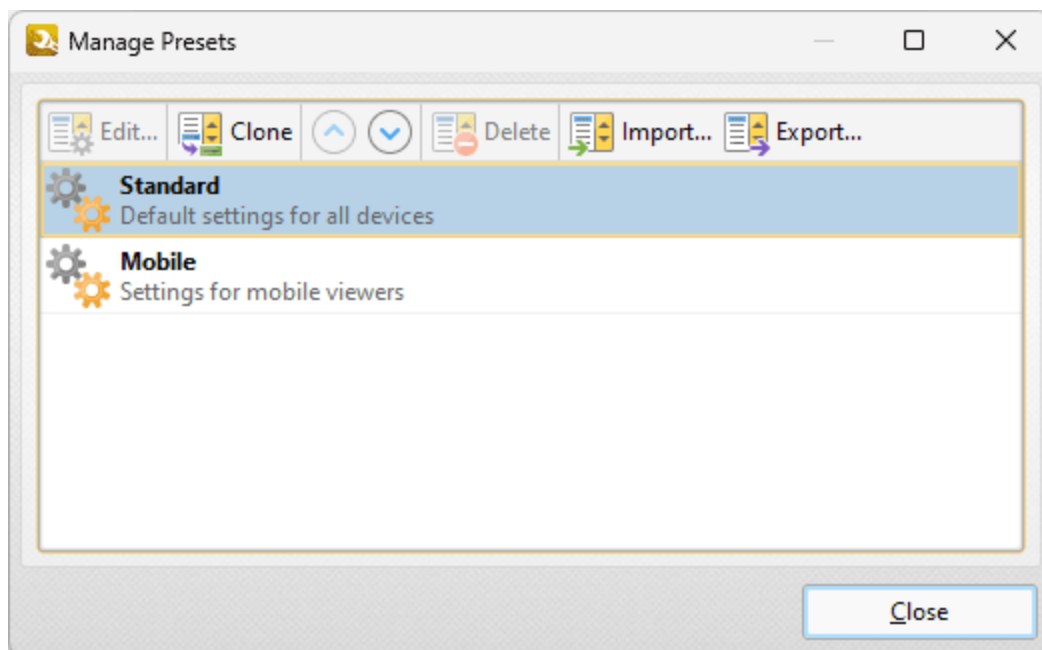 Manage Presets
Edit... Clone Delete Import... Export...
Standard
Default settings for all devices
Mobile
Settings for mobile viewers
Close